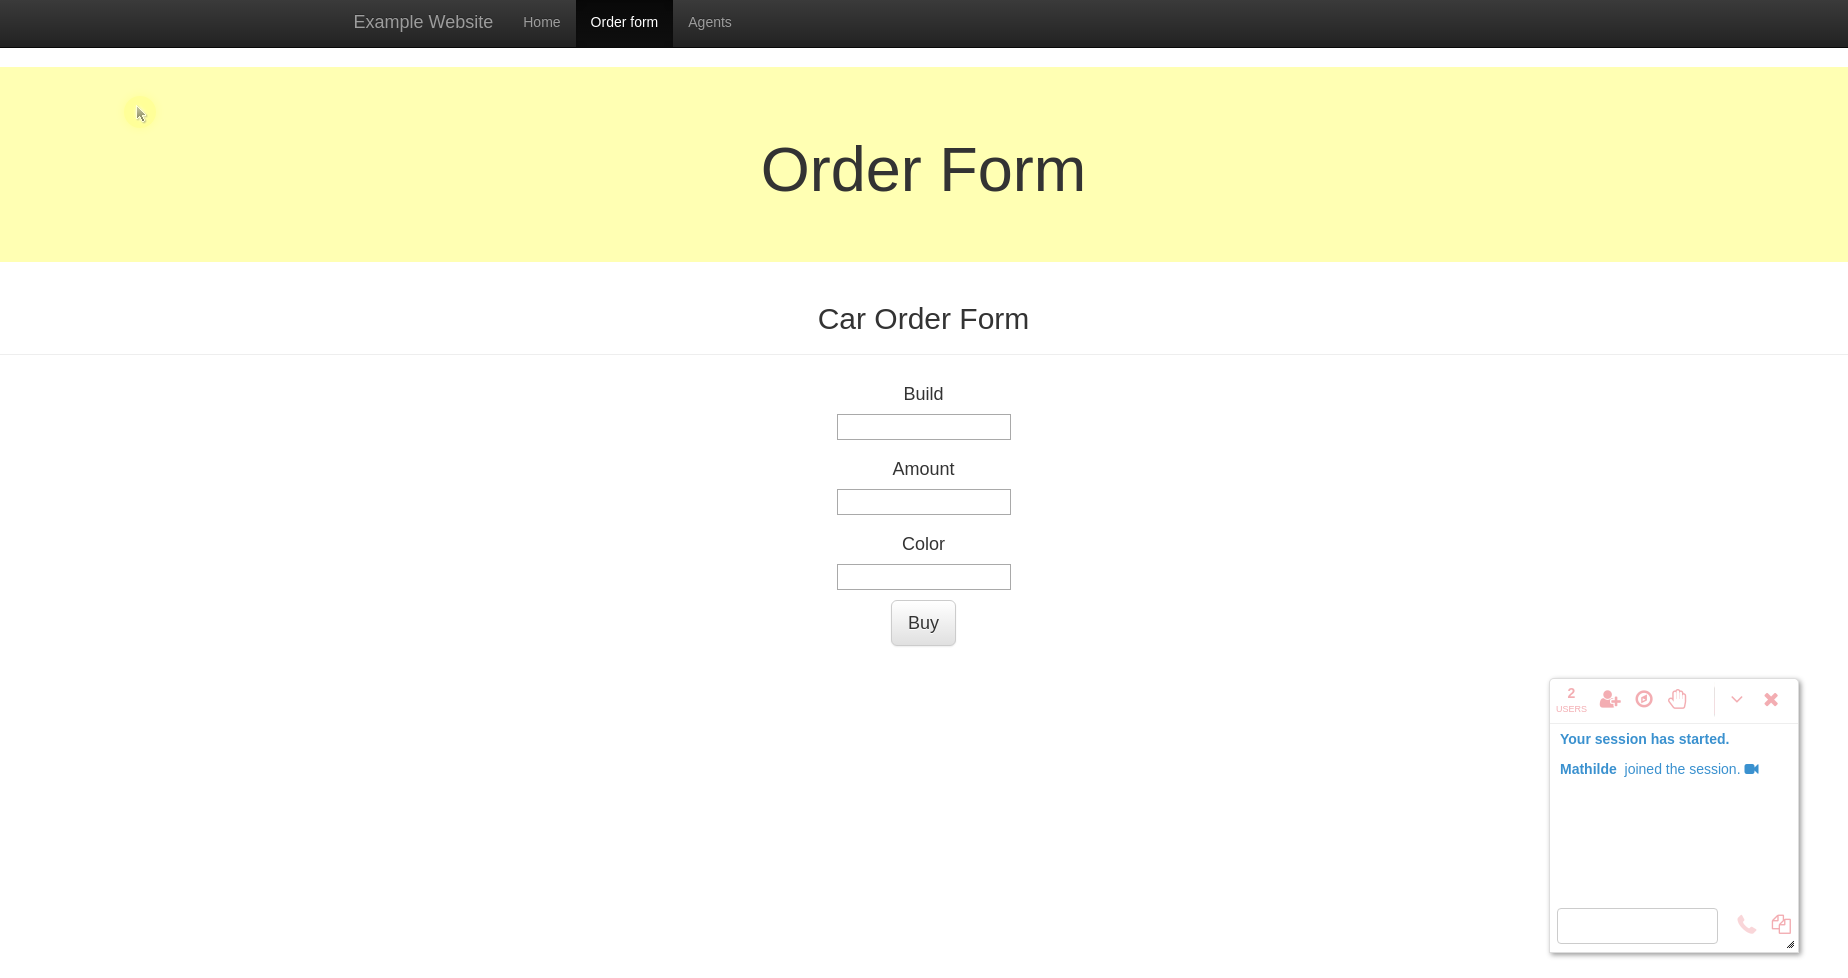 Example Website Home Order form Agents
Order Form
Car Order Form
Build
Amount
Color
Buy
2
USERS
Your session has started.
Mathilde joined the session.